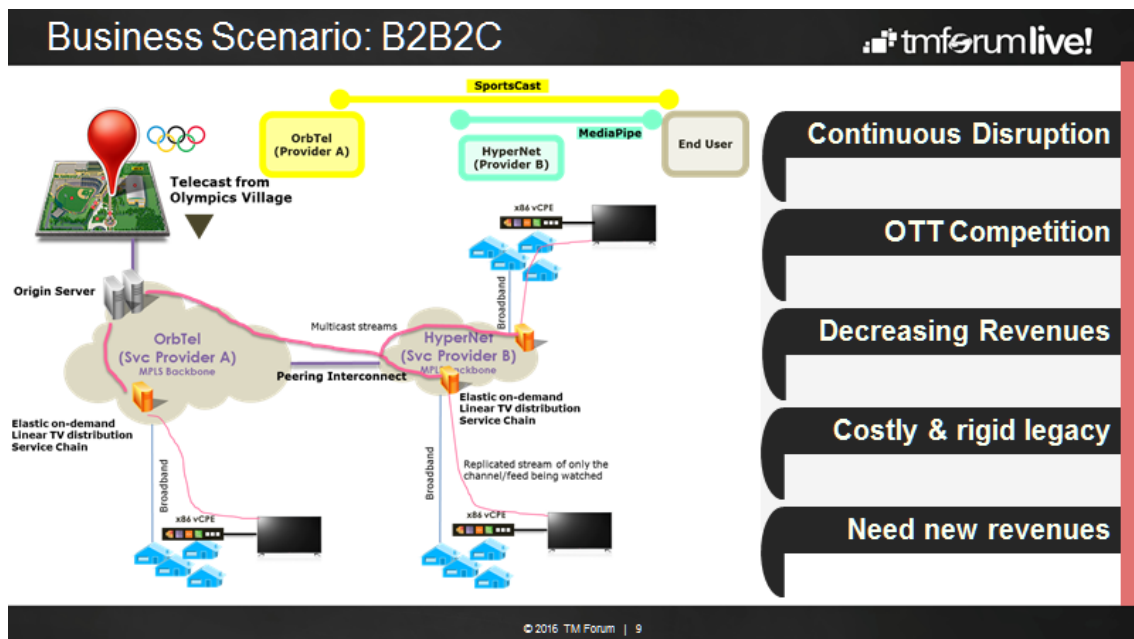 Business Scenario: B2B2C
tmforumlive!
SportsCast
OrbTel
(Provider A)
MediaPipe
HyperNet
(Provider B)
End User
Telecast from
Olympics Village
x86 vCPE
Origin Server
Broadband
Multicast streams
OrbTel
(Svc Provider A)
MPLS Backbone
HyperNet
(Svc Provider B)
MPLS Backbone
Peering Interconnect
Elastic on-demand
Linear TV distribution
Service Chain
Elastic on-demand
Linear TV distribution
Service Chain
Replicated stream of only the
channel/feed being watched
Broadband
Broadband
x86 vCPE
x86 vCPE
Continuous Disruption
OTT Competition
Decreasing Revenues
Costly & rigid legacy
Need new revenues
© 2016 TM Forum | 9